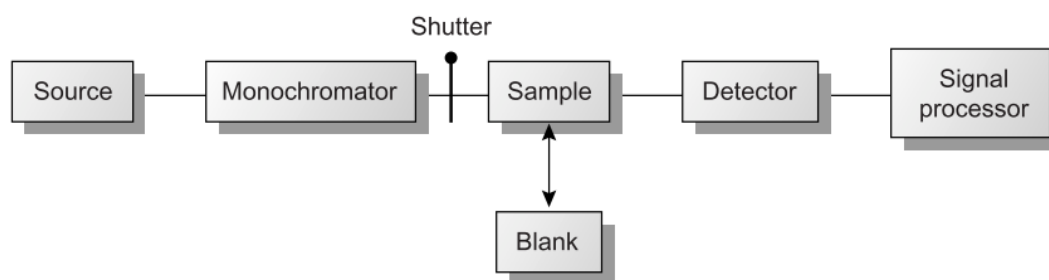 Shutter
Source
Monochromator
Sample
Detector
Signal
processor
Blank